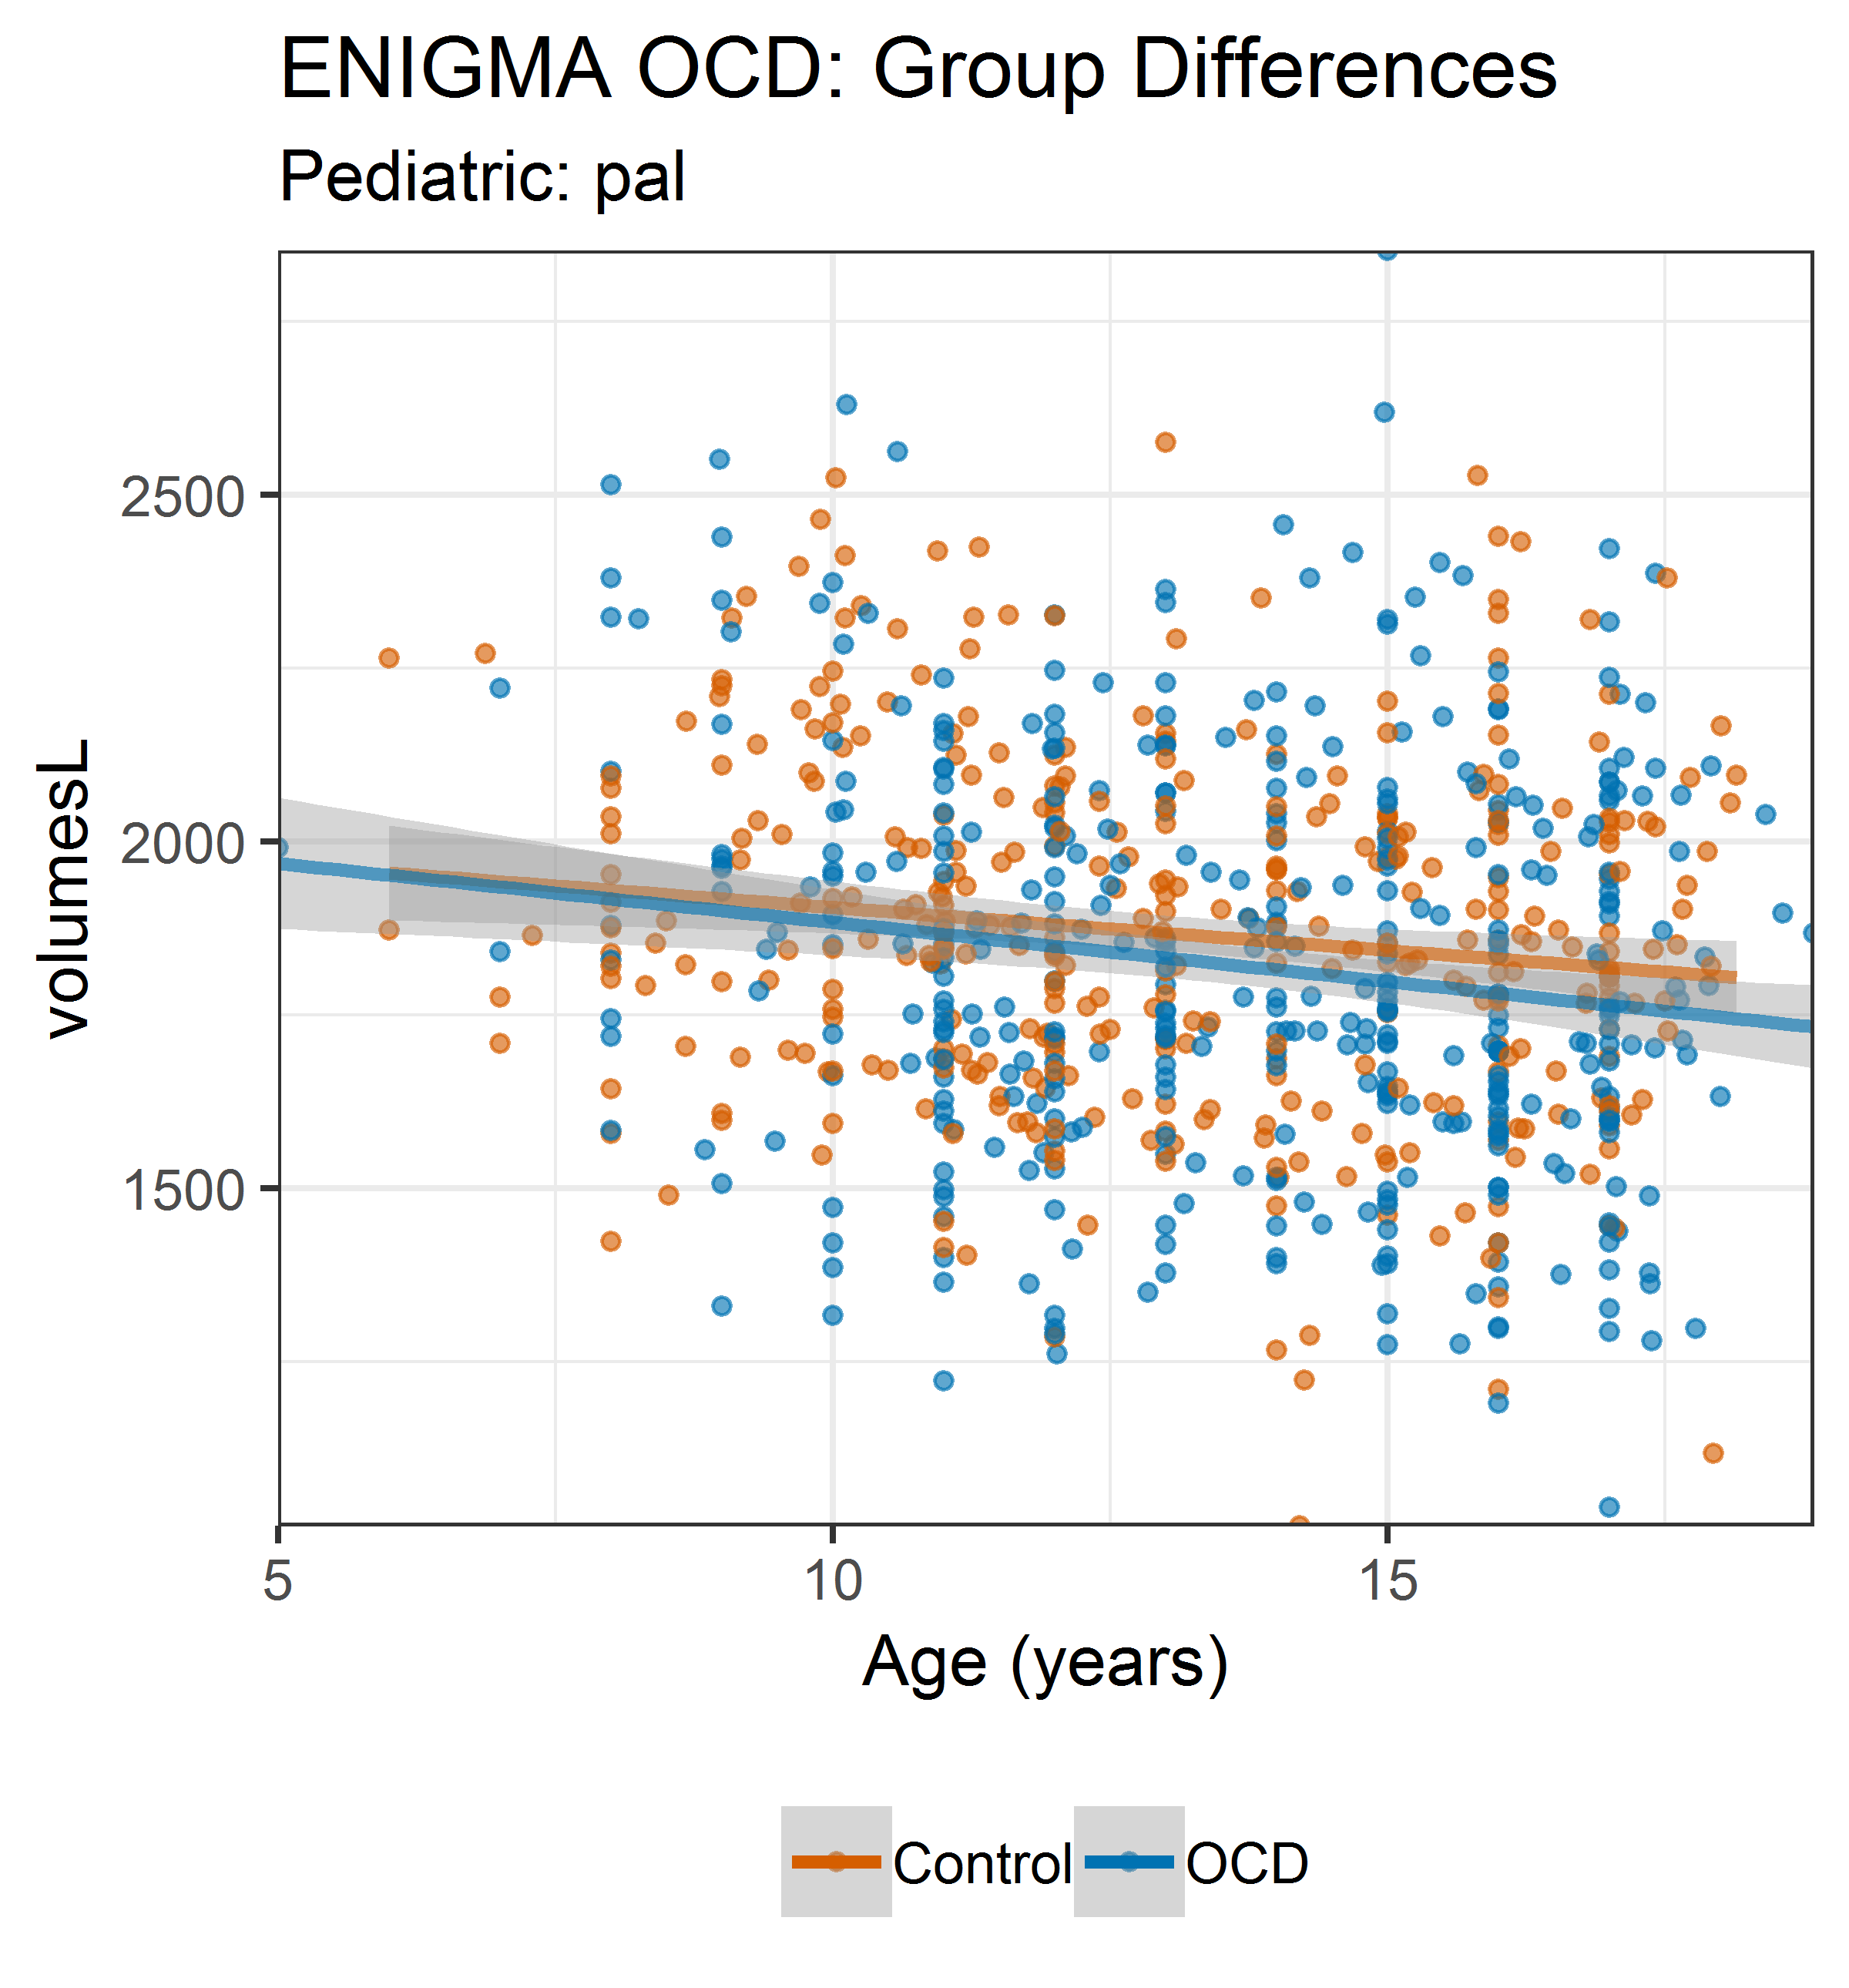 ENIGMA OCD: Group Differences
Pediatric: pal
volumesL
2500
2000
1500
5 10 15
Age (years)
Control OCD